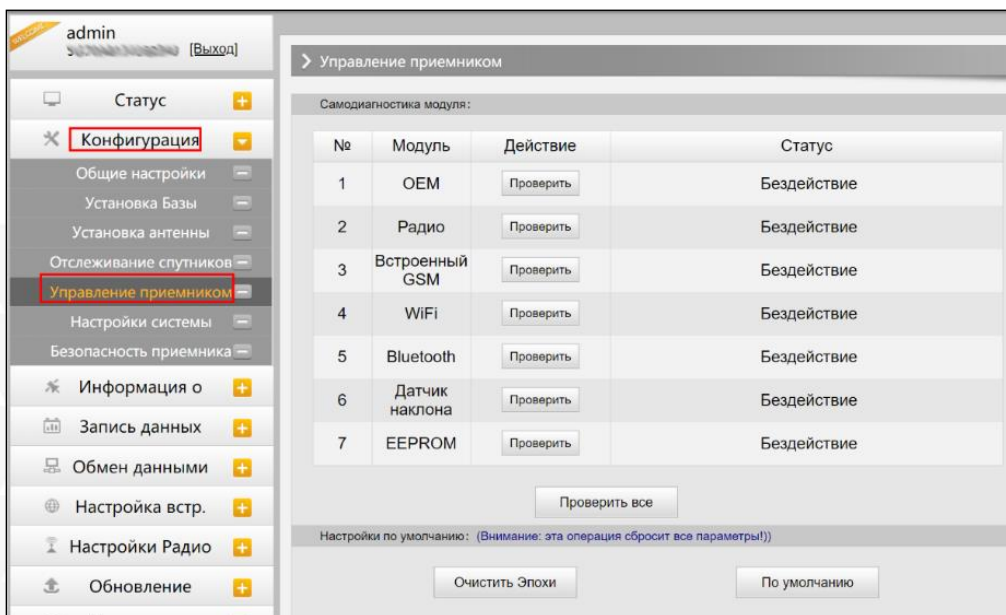 WELCOME
admin
[Выход]
Статус
Конфигурация
Общие настройки
Установка Базы
Установка антенны
Отслеживание спутников
Управление приемником
Настройки системы
Безопасность приемника
Информация о
Запись данных
Обмен данными
Настройка встр.
Настройки Радио
Обновление
Управление приемником
Самодиагностика модуля:
№ Модуль Действие Статус
1 OEM Проверить Бездействие
2 Радио Проверить Бездействие
3 Встроенный GSM Проверить Бездействие
4 WiFi Проверить Бездействие
5 Bluetooth Проверить Бездействие
6 Датчик наклона Проверить Бездействие
7 EEPROM Проверить Бездействие
Проверить все
Настройки по умолчанию: (Внимание: эта операция сбросит все параметры!))
Очистить Эпохи По умолчанию